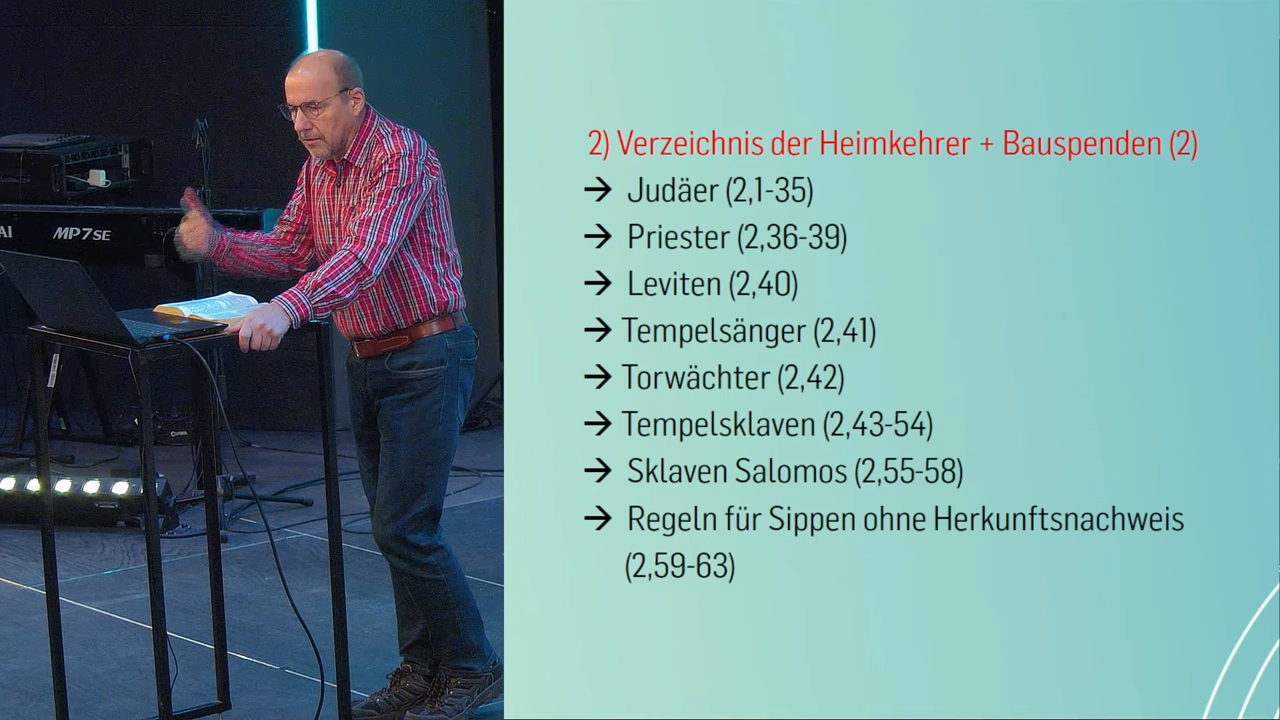 AI MP7SE
2) Verzeichnis der Heimkehrer + Bauspenden (2)
→ Judäer (2,1-35)
→ Priester (2,36-39)
→ Leviten (2,40)
→ Tempelsänger (2,41)
→ Torwächter (2,42)
→ Tempelsklaven (2,43-54)
→ Sklaven Salomos (2,55-58)
→ Regeln für Sippen ohne Herkunftsnachweis
(2,59-63)